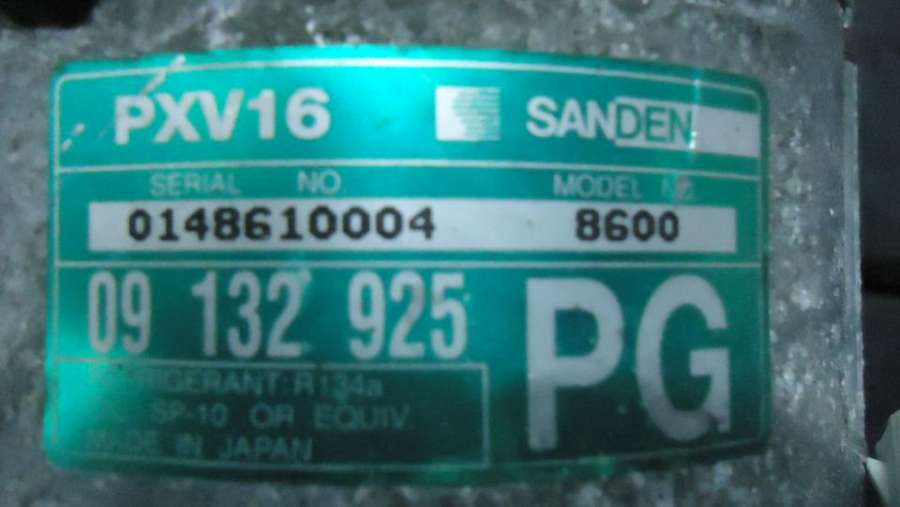 PXV16 SANDEN
SERIAL NO. MODEL NO.
0148610004 8600
09 132 925 PG
REFRIGERANT: R134a
SP-10 OR EQUIV
MADE IN JAPAN